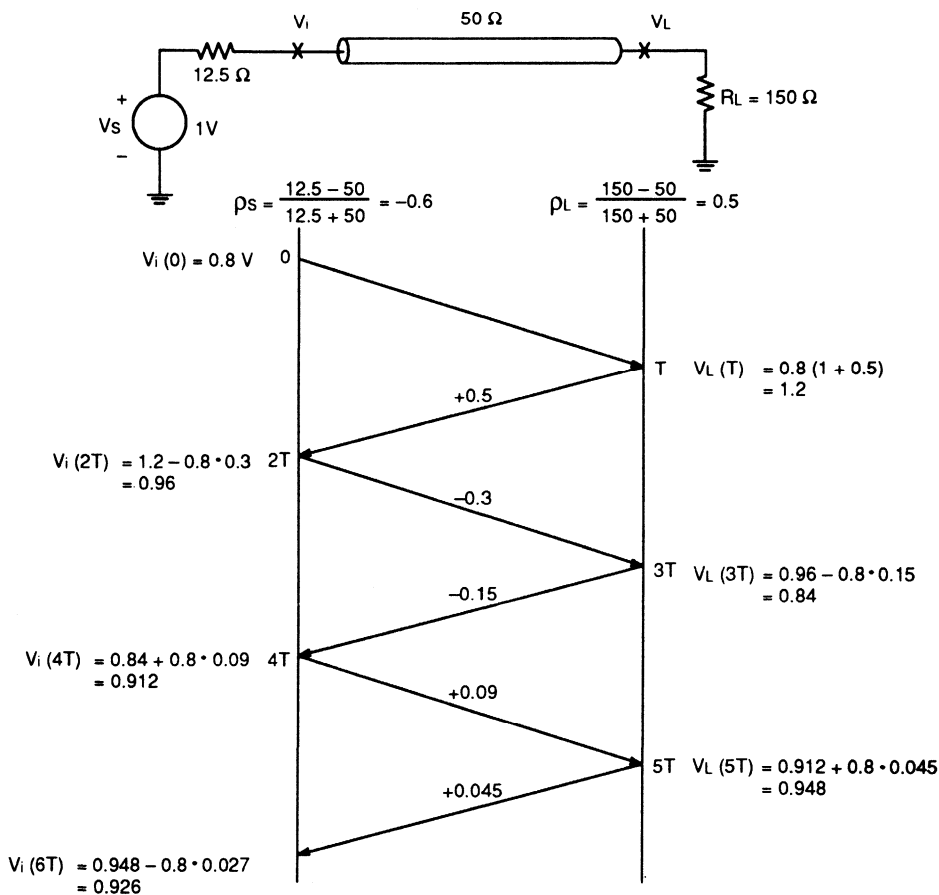 50 Ω
VI
VL
12.5 Ω
+
VS 1V
−
RL = 150 Ω
ρS = 12.5 − 50 / 12.5 + 50 = −0.6
ρL = 150 − 50 / 150 + 50 = 0.5
Vi (0) = 0.8 V 0
T VL (T) = 0.8 (1 + 0.5)
= 1.2
+0.5
Vi (2T) = 1.2 − 0.8 • 0.3 2T
= 0.96
−0.3
3T VL (3T) = 0.96 − 0.8 • 0.15
= 0.84
−0.15
Vi (4T) = 0.84 + 0.8 • 0.09 4T
= 0.912
+0.09
5T VL (5T) = 0.912 + 0.8 • 0.045
= 0.948
+0.045
Vi (6T) = 0.948 − 0.8 • 0.027
= 0.926